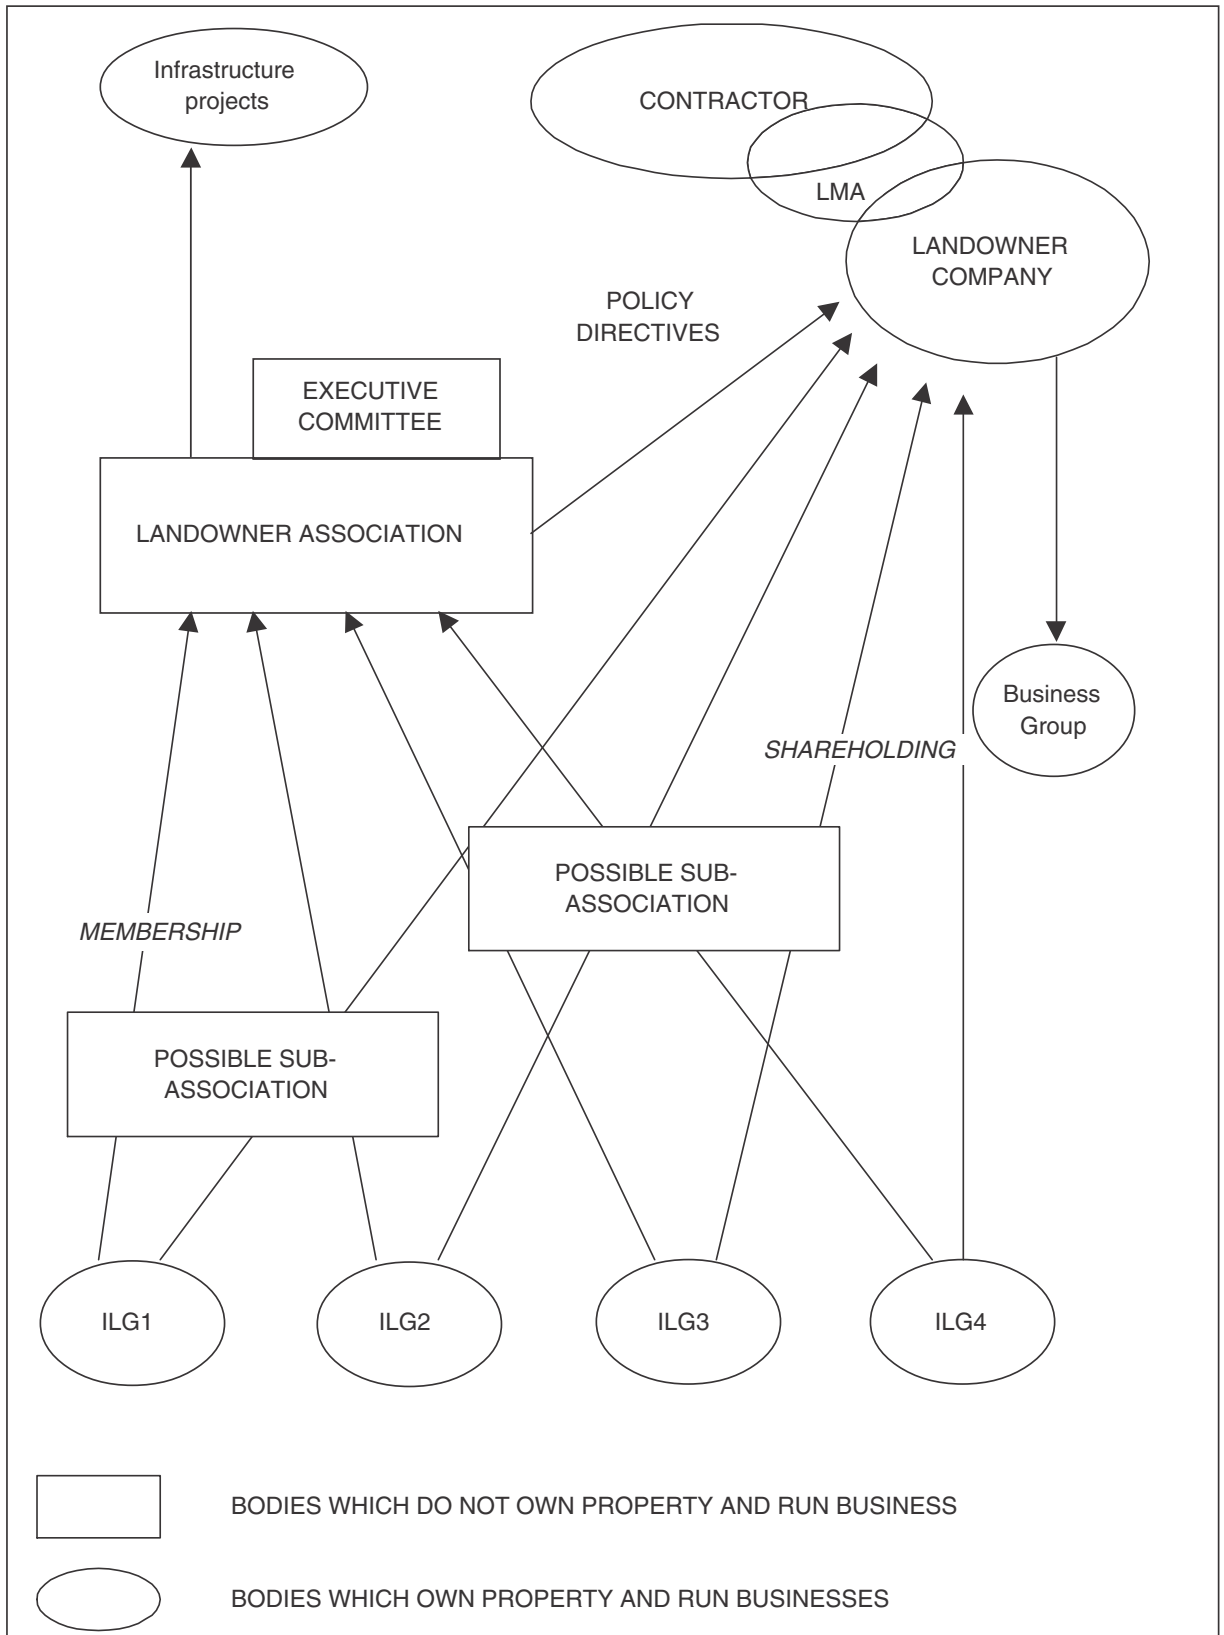 Infrastructure
projects
CONTRACTOR
LMA
LANDOWNER
COMPANY
POLICY
DIRECTIVES
EXECUTIVE
COMMITTEE
LANDOWNER ASSOCIATION
Business
Group
SHAREHOLDING
POSSIBLE SUB-
ASSOCIATION
MEMBERSHIP
POSSIBLE SUB-
ASSOCIATION
ILG1
ILG2
ILG3
ILG4
BODIES WHICH DO NOT OWN PROPERTY AND RUN BUSINESS
BODIES WHICH OWN PROPERTY AND RUN BUSINESSES